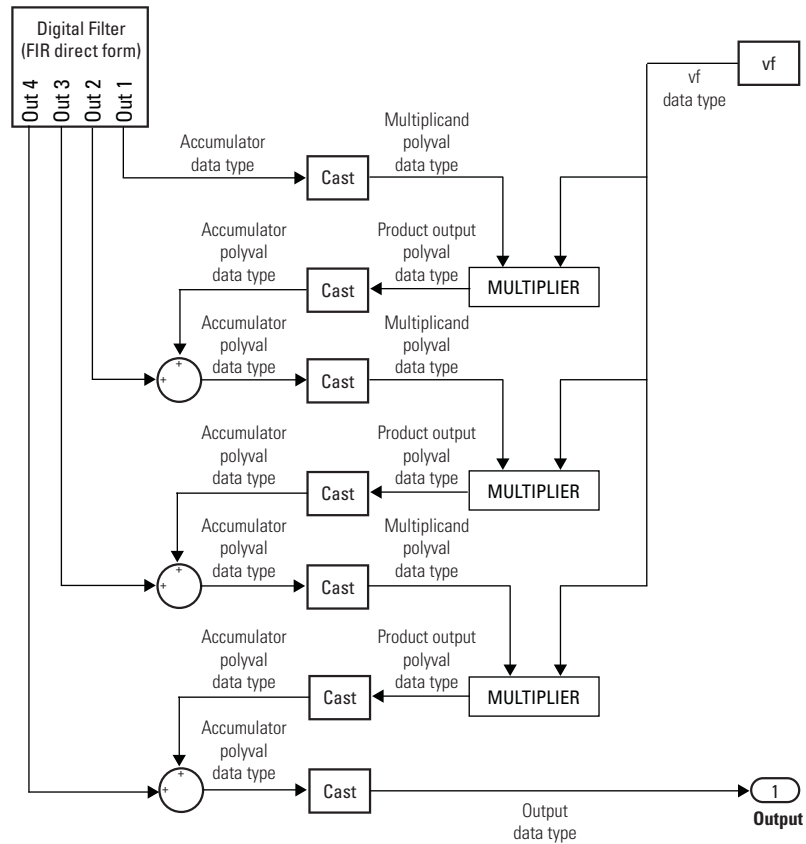 Digital Filter
(FIR direct form)
Out 4
Out 3
Out 2
Out 1
vf
vf
data type
Accumulator
data type
Cast
Multiplicand
polyval
data type
Accumulator
polyval
data type
Cast
Product output
polyval
data type
MULTIPLIER
+
+
Accumulator
polyval
data type
Cast
Multiplicand
polyval
data type
Accumulator
polyval
data type
Cast
Product output
polyval
data type
MULTIPLIER
+
+
Accumulator
polyval
data type
Cast
Multiplicand
polyval
data type
Accumulator
polyval
data type
Cast
Product output
polyval
data type
MULTIPLIER
+
+
Accumulator
polyval
data type
Cast
Output
data type
1
Output